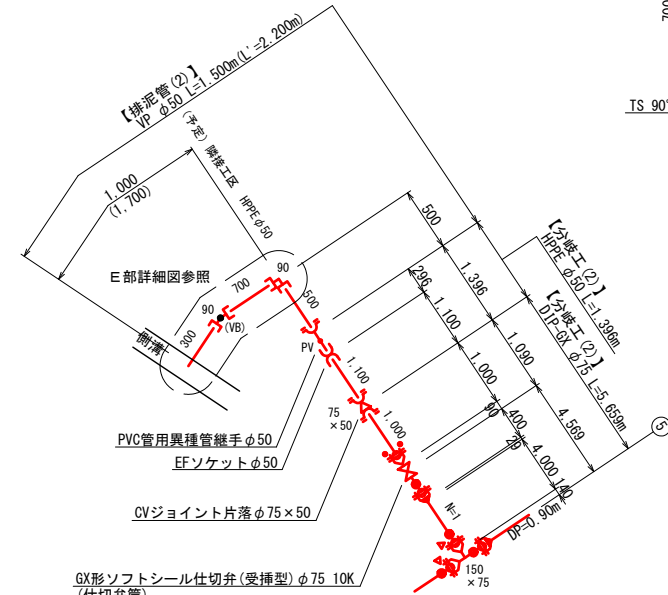 700
TS 90°
【排泥管(2)】
VP φ50 L=1.500m(L'=2.200m)
(予定) 隣接工区 HPPE φ50
1,000
(1,700)
E部詳細図参照
90
700
90
(VB)
300
側溝
500
PV
1,100
75
×50
1,000
N=1
150
×75
500
1,396
296
1,100
1,090
1,000
90
400
29
4,569
4,000
140
DP=0.90m
【分岐工(2)】
HPPE φ50 L=1.396m
【分岐工(2)】
DIP-GX φ75 L=5.659m
5
PVC管用異種管継手φ50
EFソケットφ50
CVジョイント片落φ75×50
GX形ソフトシール仕切弁(受挿型)φ75 10K
(仕切弁筐)